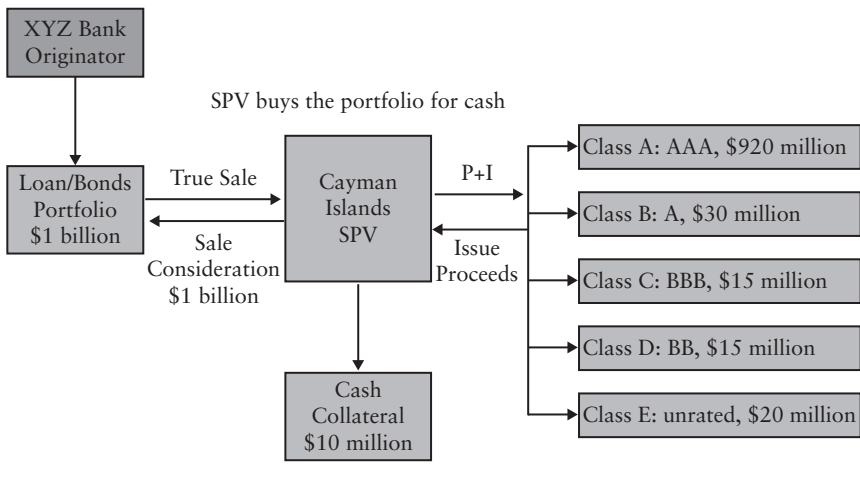 XYZ Bank
Originator
SPV buys the portfolio for cash
Loan/Bonds
Portfolio
$1 billion
True Sale
Sale
Consideration
$1 billion
Cayman
Islands
SPV
P+I
Issue
Proceeds
Cash
Collateral
$10 million
Class A: AAA, $920 million
Class B: A, $30 million
Class C: BBB, $15 million
Class D: BB, $15 million
Class E: unrated, $20 million